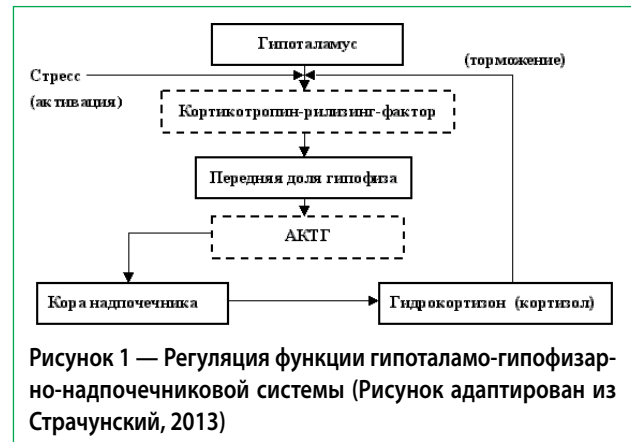 Гипоталамус
(торможение)
Стресс
(активация)
Кортикотропин-рилизинг-фактор
Передняя доля гипофиза
АКТГ
Кора надпочечника
Гидрокортизон (кортизол)
Рисунок 1 — Регуляция функции гипоталамо-гипофизар-
но-надпочечниковой системы (Рисунок адаптирован из
Страчунский, 2013)